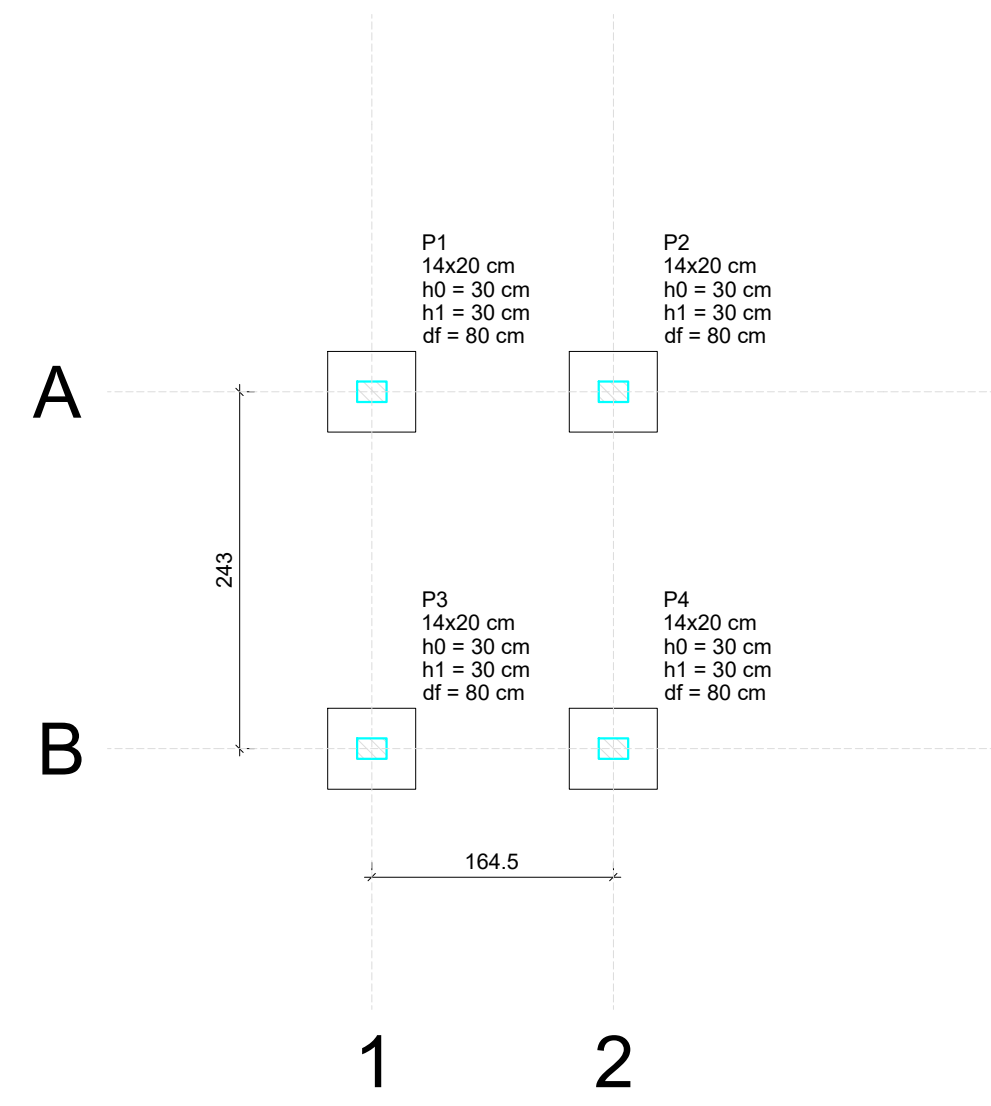 P1
14x20 cm
h0 = 30 cm
h1 = 30 cm
df = 80 cm
P2
14x20 cm
h0 = 30 cm
h1 = 30 cm
df = 80 cm
A
243
P3
14x20 cm
h0 = 30 cm
h1 = 30 cm
df = 80 cm
P4
14x20 cm
h0 = 30 cm
h1 = 30 cm
df = 80 cm
B
164.5
1
2